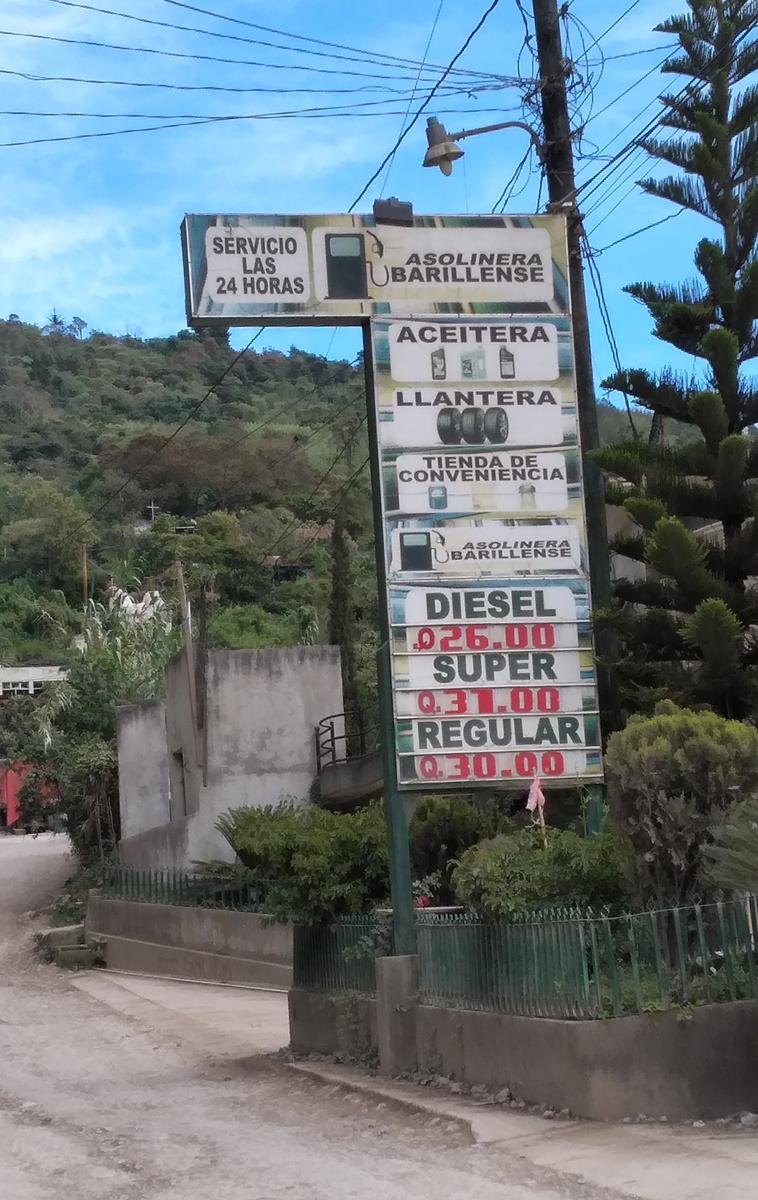 SERVICIO
LAS
24 HORAS
ASOLINERA
BARILLENSE
ACEITERA
LLANTERA
TIENDA DE
CONVENIENCIA
ASOLINERA
BARILLENSE
DIESEL
Q26.00
SUPER
Q.31.00
REGULAR
Q.30.00